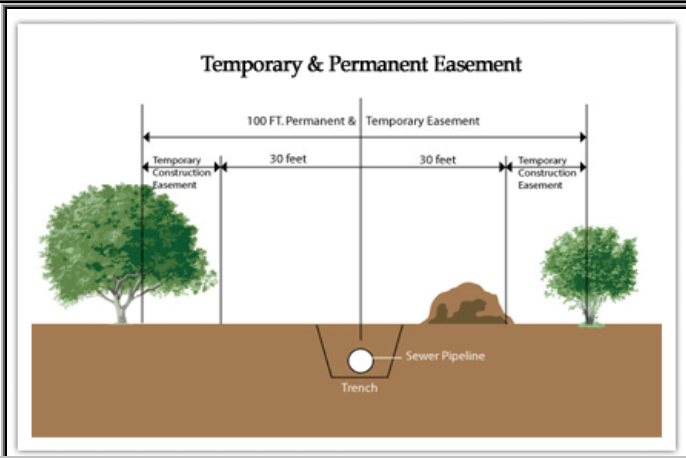 Temporary & Permanent Easement
100 FT. Permanent & Temporary Easement
Temporary
Construction
Easement
30 feet
30 feet
Temporary
Construction
Easement
Sewer Pipeline
Trench